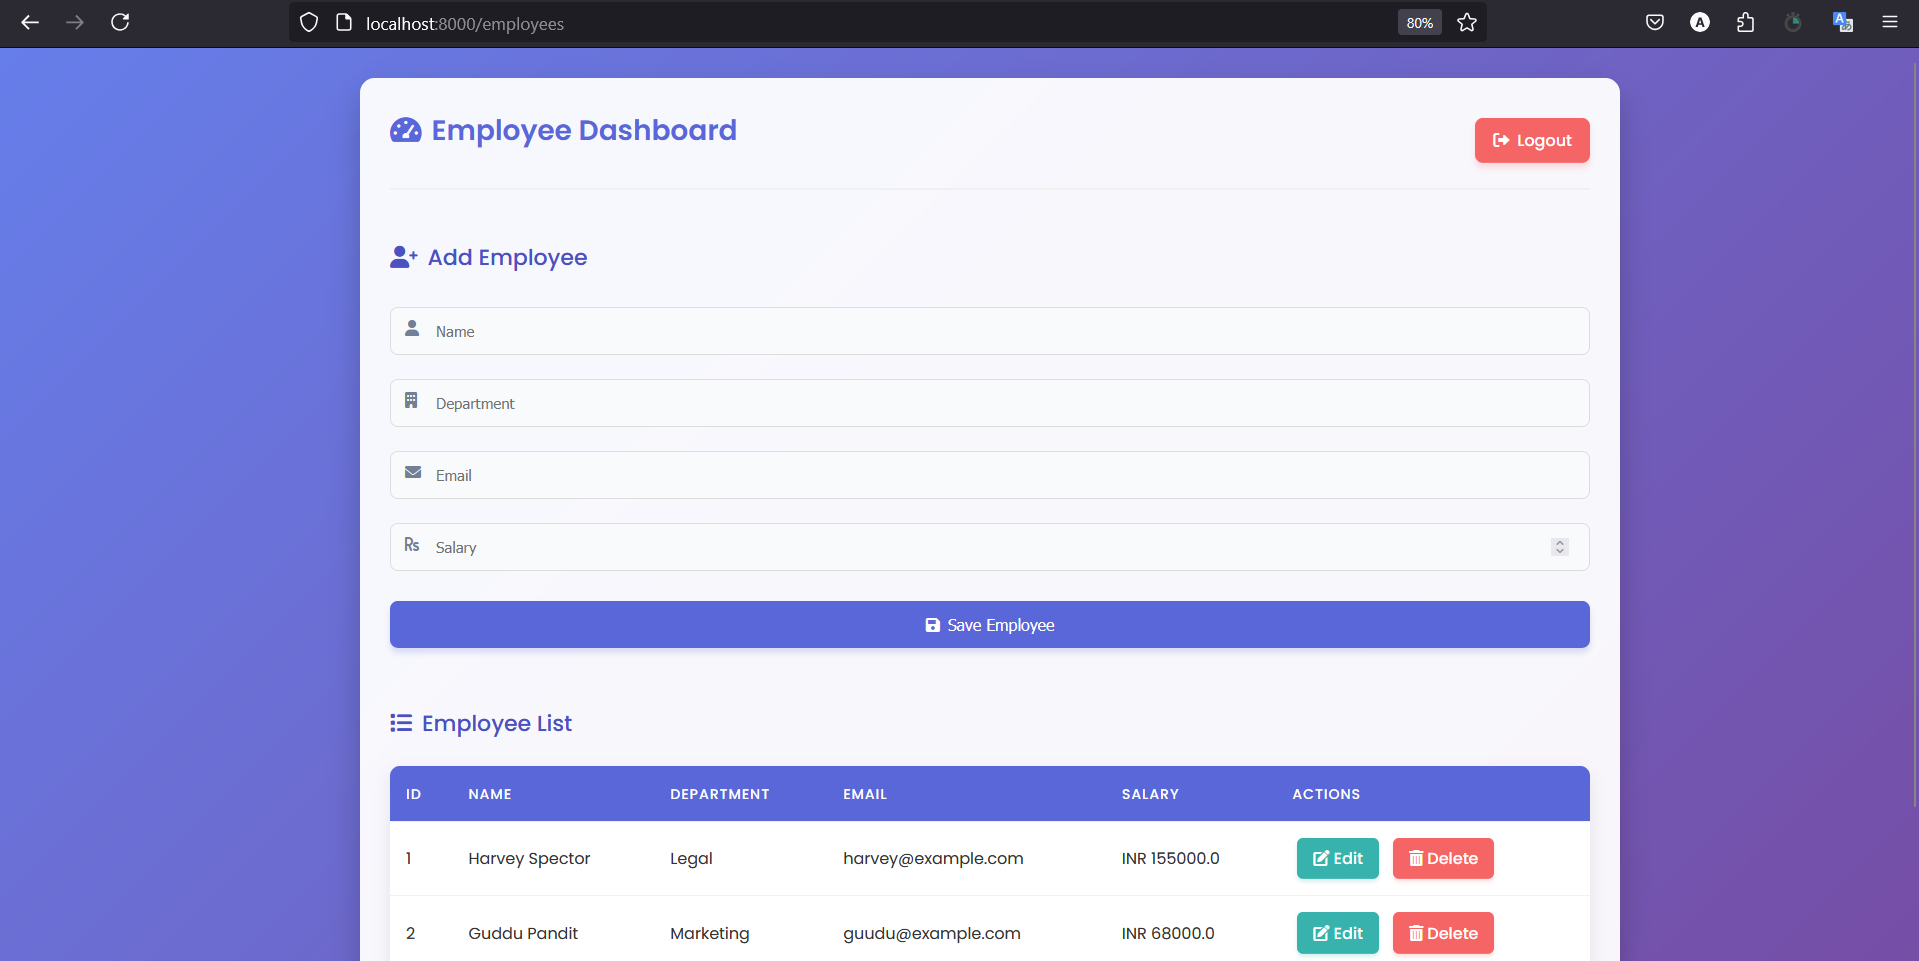 localhost:8000/employees
80%
Employee Dashboard
Logout
Add Employee
Name
Department
Email
Rs Salary
Save Employee
Employee List
ID NAME DEPARTMENT EMAIL SALARY ACTIONS
1 Harvey Spector Legal harvey@example.com INR 155000.0 Edit Delete
2 Guddu Pandit Marketing guudu@example.com INR 68000.0 Edit Delete